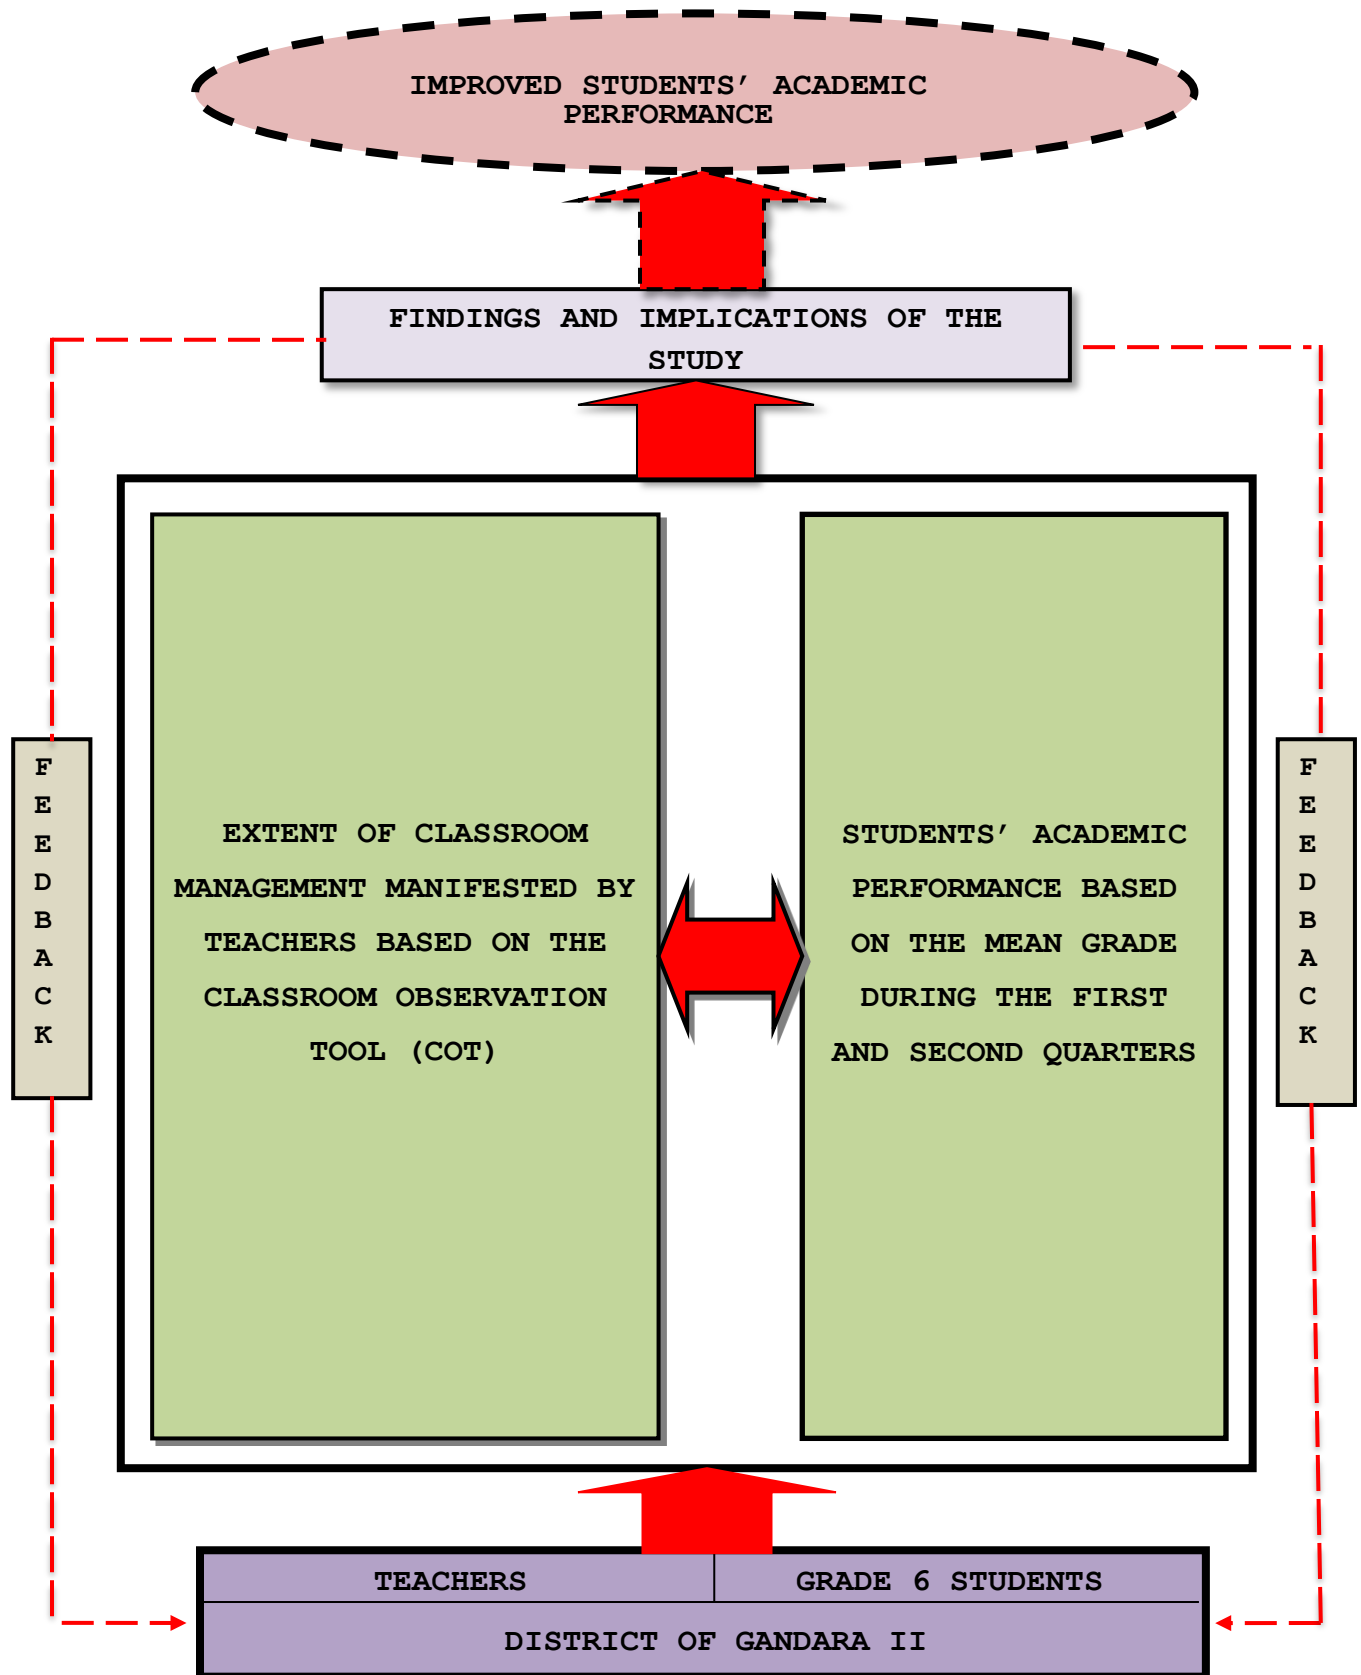 IMPROVED STUDENTS’ ACADEMIC
PERFORMANCE
FINDINGS AND IMPLICATIONS OF THE
STUDY
F
E
E
D
B
A
C
K
EXTENT OF CLASSROOM
MANAGEMENT MANIFESTED BY
TEACHERS BASED ON THE
CLASSROOM OBSERVATION
TOOL (COT)
STUDENTS’ ACADEMIC
PERFORMANCE BASED
ON THE MEAN GRADE
DURING THE FIRST
AND SECOND QUARTERS
F
E
E
D
B
A
C
K
TEACHERS
GRADE 6 STUDENTS
DISTRICT OF GANDARA II